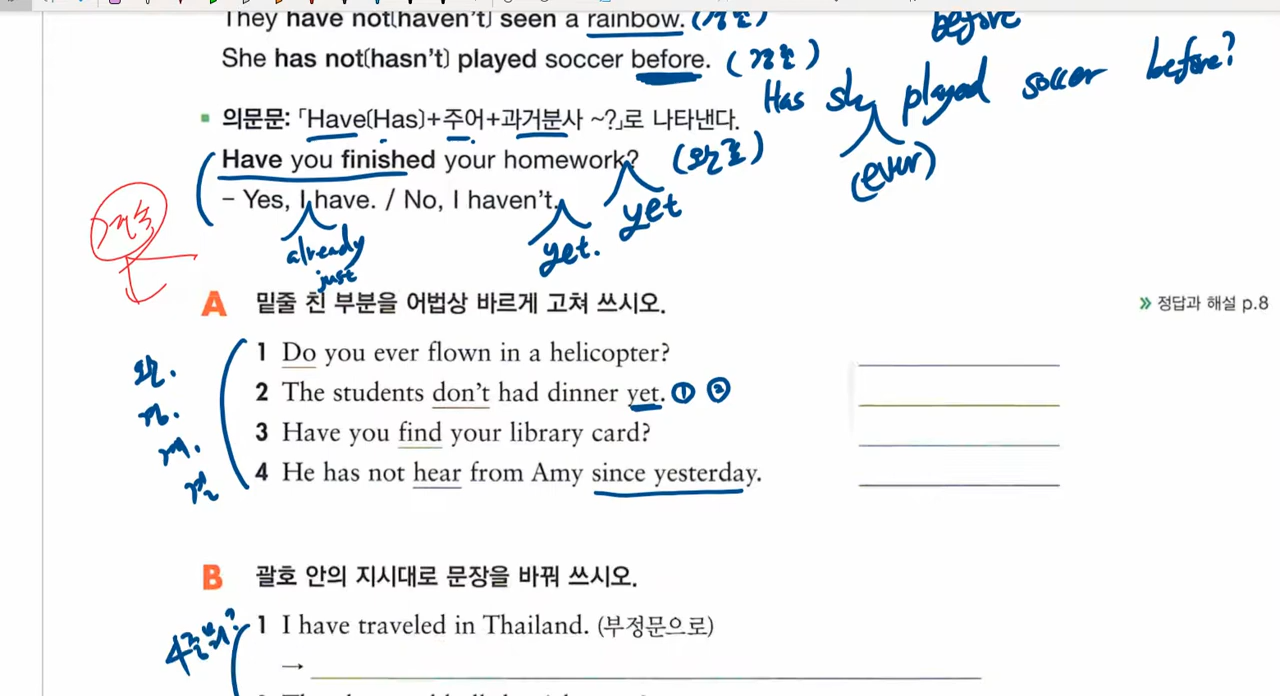 They have not(haven't) seen a rainbow. (경훈)
before
She has not(hasn't) played soccer before. (경훈)
Has she played soccer before?
(ever)
의문문: 「Have(Has)+주어+과거분사 ~?」로 나타낸다.
Have you finished your homework? (완료)
yet
– Yes, I have. / No, I haven't.
already
just
yet.
A 밑줄 친 부분을 어법상 바르게 고쳐 쓰시오.
» 정답과 해설 p.8
1 Do you ever flown in a helicopter?
2 The students don't had dinner yet. ① ②
3 Have you find your library card?
4 He has not hear from Amy since yesterday.
B 괄호 안의 지시대로 문장을 바꿔 쓰시오.
1 I have traveled in Thailand. (부정문으로)
→